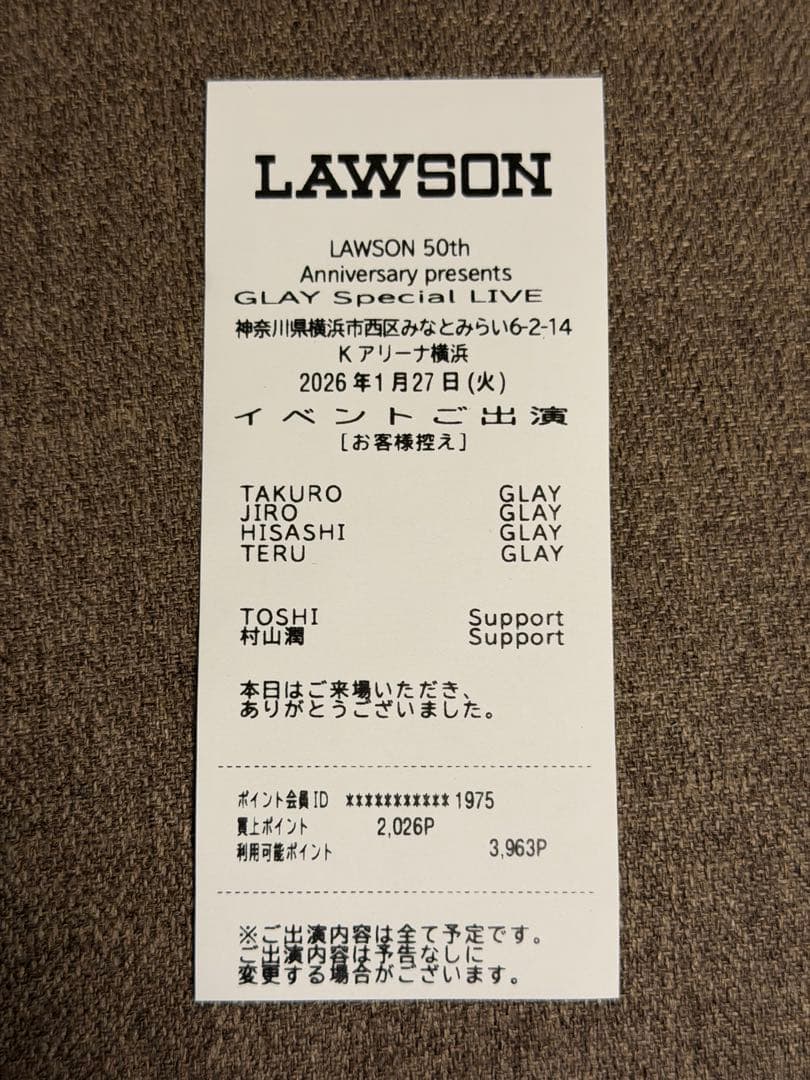 LAWSON
LAWSON 50th
Anniversary presents
GLAY Special LIVE
神奈川県横浜市西区みなとみらい6-2-14
Kアリーナ横浜
2026年1月27日(火)
イベントご出演
[お客様控え]
TAKURO GLAY
JIRO GLAY
HISASHI GLAY
TERU GLAY
TOSHI Support
村山潤 Support
本日はご来場いただき、
ありがとうございました。
ポイント会員ID ***********1975
買上ポイント 2,026P
利用可能ポイント 3,963P
※ご出演内容は全て予定です。
ご出演内容は予告なしに
変更する場合がございます。